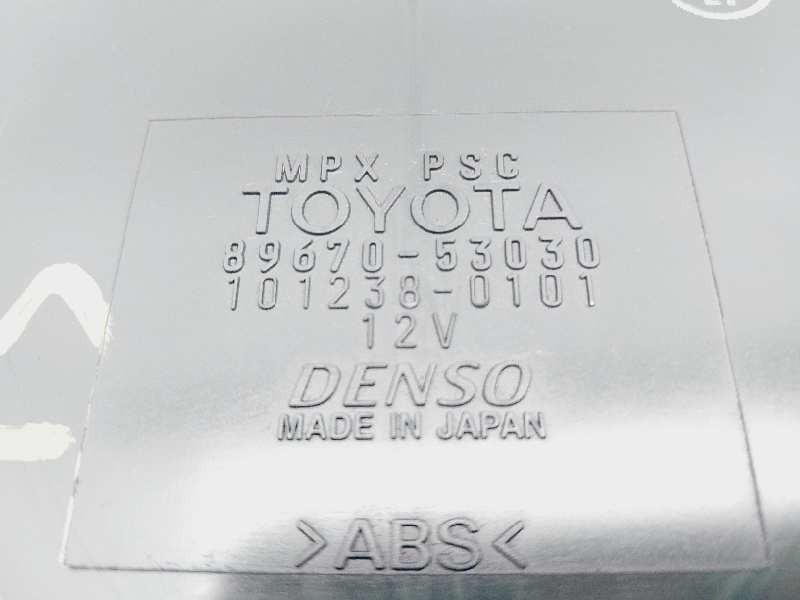 MPX PSC
TOYOTA
89670-53030
101238-0101
12V
DENSO
MADE IN JAPAN
>ABS<